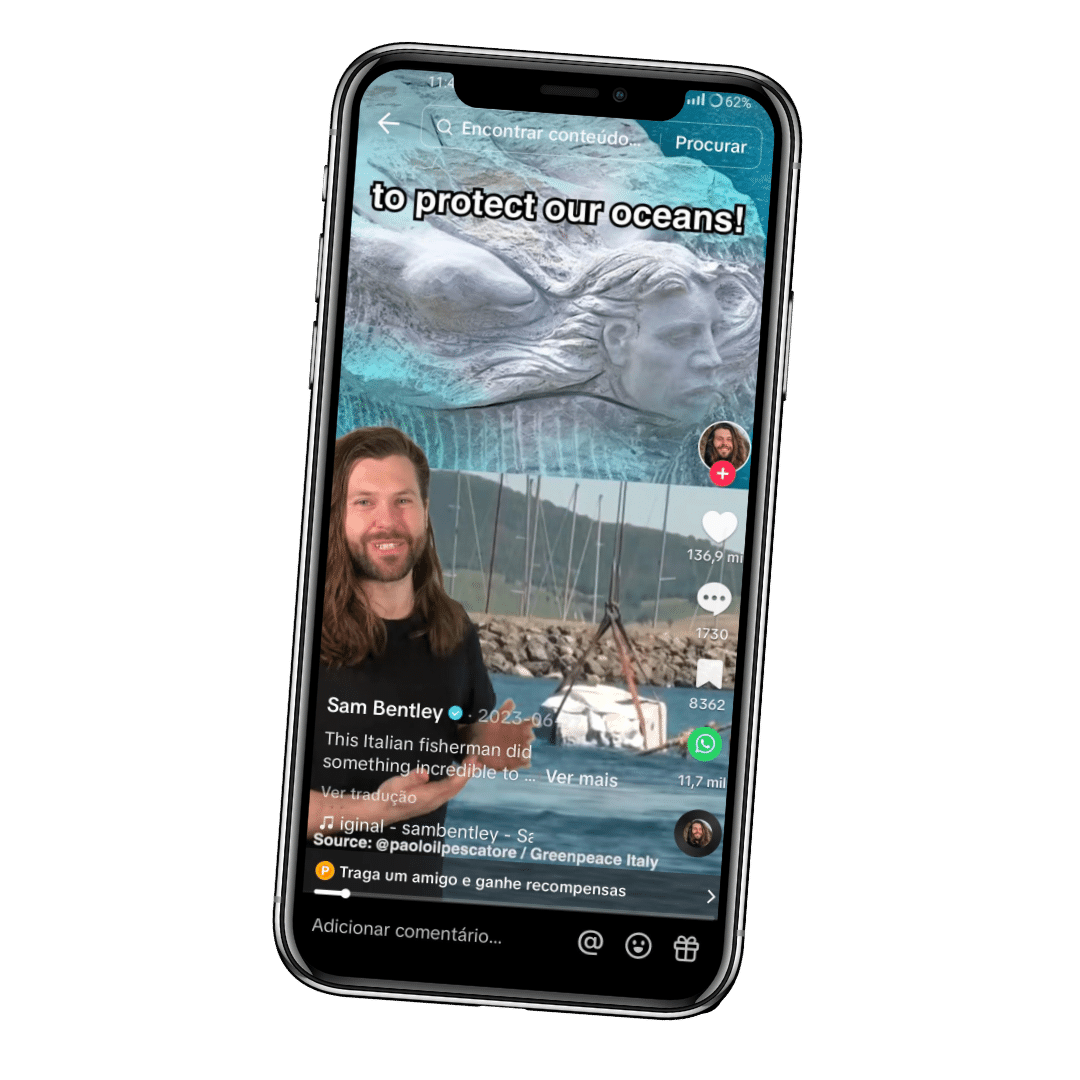 62%
Encontrar conteúdo...
Procurar
to protect our oceans!
136,9 mi
1730
8362
11,7 mil
Sam Bentley · 2023-06
This Italian fisherman did
something incredible to ... Ver mais
Ver tradução
iginal - sambentley - Sa
Source: @paoloilpescatore / Greenpeace Italy
P Traga um amigo e ganhe recompensas
Adicionar comentário...
@